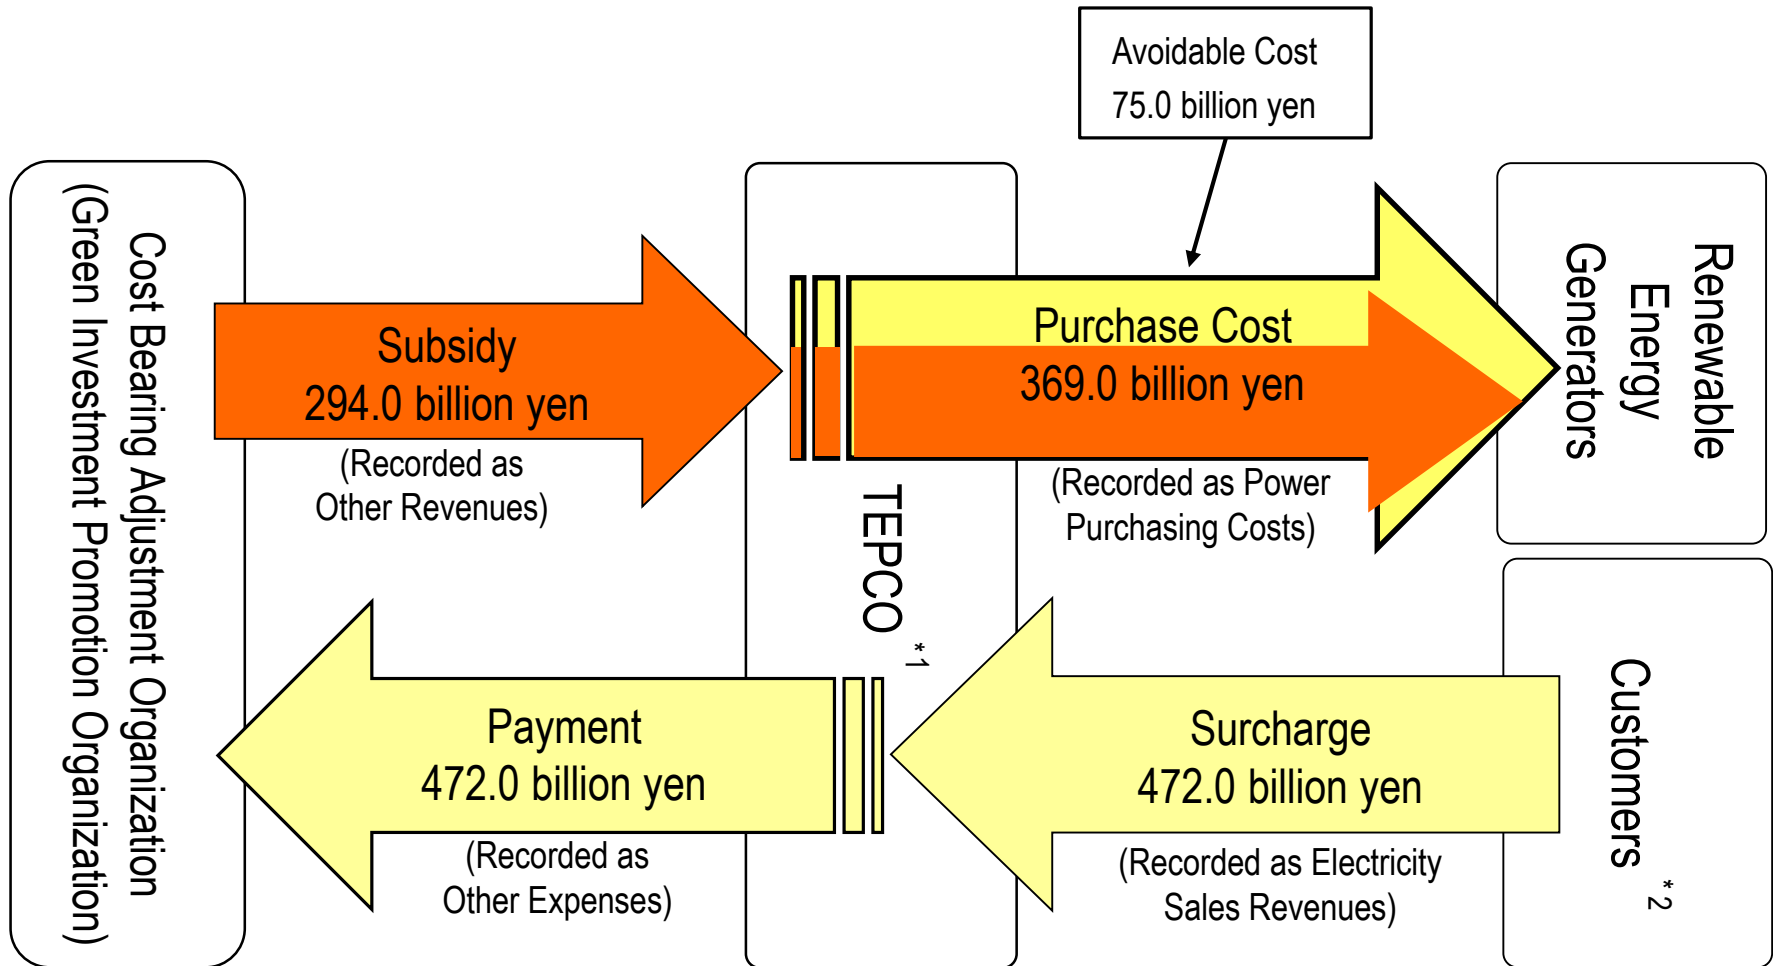 Avoidable Cost
75.0 billion yen
Cost Bearing Adjustment Organization
(Green Investment Promotion Organization)
Subsidy
294.0 billion yen
(Recorded as
Other Revenues)
TEPCO *1
Purchase Cost
369.0 billion yen
(Recorded as Power
Purchasing Costs)
Renewable
Energy
Generators
Payment
472.0 billion yen
(Recorded as
Other Expenses)
Surcharge
472.0 billion yen
(Recorded as Electricity
Sales Revenues)
Customers *2